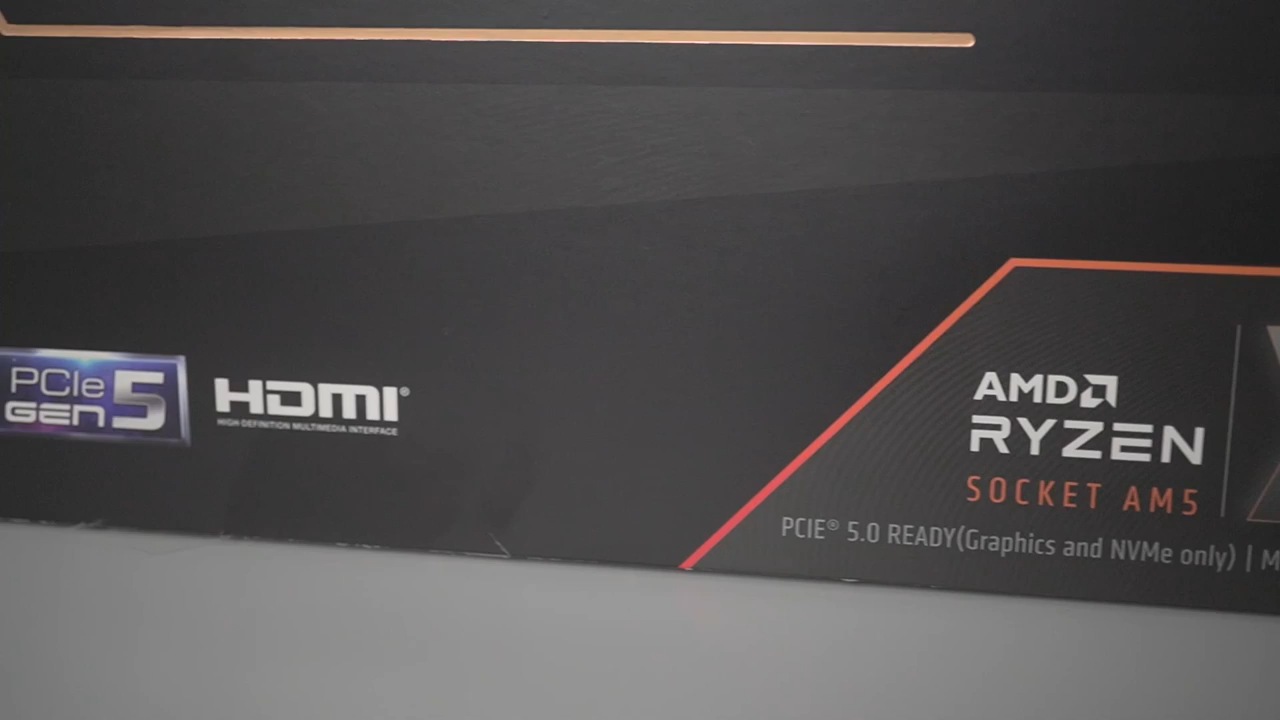 PCIe
GEN 5
HDMI®
HIGH-DEFINITION MULTIMEDIA INTERFACE
AMD
RYZEN
SOCKET AM5
PCIE® 5.0 READY(Graphics and NVMe only) | M